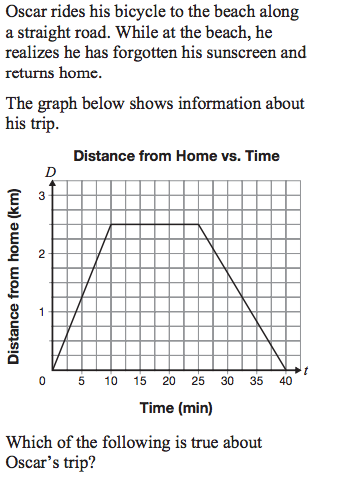 Oscar rides his bicycle to the beach along
a straight road. While at the beach, he
realizes he has forgotten his sunscreen and
returns home.
The graph below shows information about
his trip.
Distance from Home vs. Time
D
Distance from home (km)
3
2
1
0 5 10 15 20 25 30 35 40 t
Time (min)
Which of the following is true about
Oscar's trip?